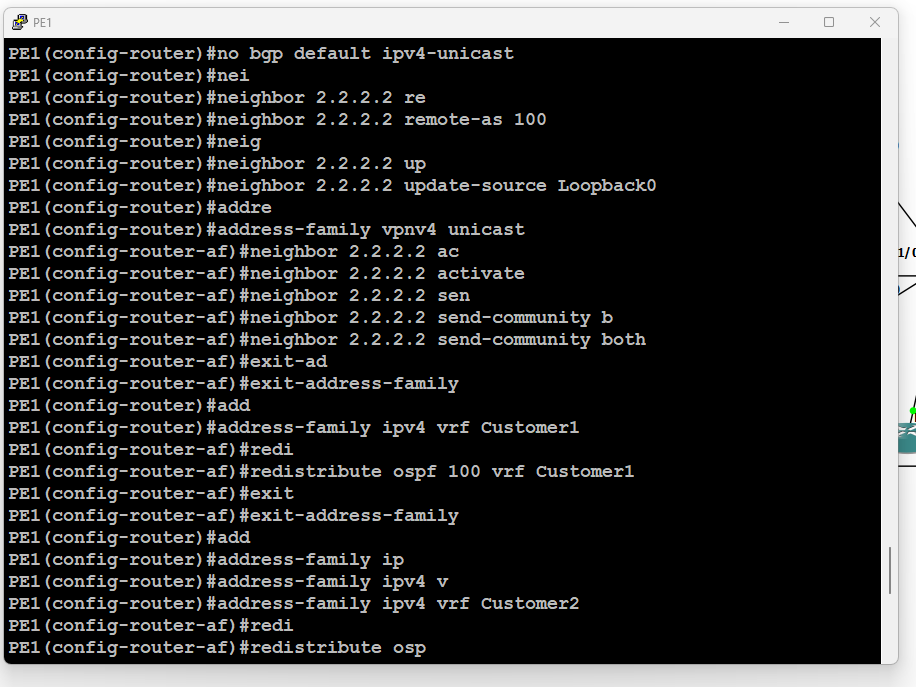 PE1
PE1(config-router)#no bgp default ipv4-unicast
PE1(config-router)#nei
PE1(config-router)#neighbor 2.2.2.2 re
PE1(config-router)#neighbor 2.2.2.2 remote-as 100
PE1(config-router)#neig
PE1(config-router)#neighbor 2.2.2.2 up
PE1(config-router)#neighbor 2.2.2.2 update-source Loopback0
PE1(config-router)#addre
PE1(config-router)#address-family vpnv4 unicast
PE1(config-router-af)#neighbor 2.2.2.2 ac
PE1(config-router-af)#neighbor 2.2.2.2 activate
PE1(config-router-af)#neighbor 2.2.2.2 sen
PE1(config-router-af)#neighbor 2.2.2.2 send-community b
PE1(config-router-af)#neighbor 2.2.2.2 send-community both
PE1(config-router-af)#exit-ad
PE1(config-router-af)#exit-address-family
PE1(config-router)#add
PE1(config-router)#address-family ipv4 vrf Customer1
PE1(config-router-af)#redi
PE1(config-router-af)#redistribute ospf 100 vrf Customer1
PE1(config-router-af)#exit
PE1(config-router-af)#exit-address-family
PE1(config-router)#add
PE1(config-router)#address-family ip
PE1(config-router)#address-family ipv4 v
PE1(config-router)#address-family ipv4 vrf Customer2
PE1(config-router-af)#redi
PE1(config-router-af)#redistribute osp
1/0